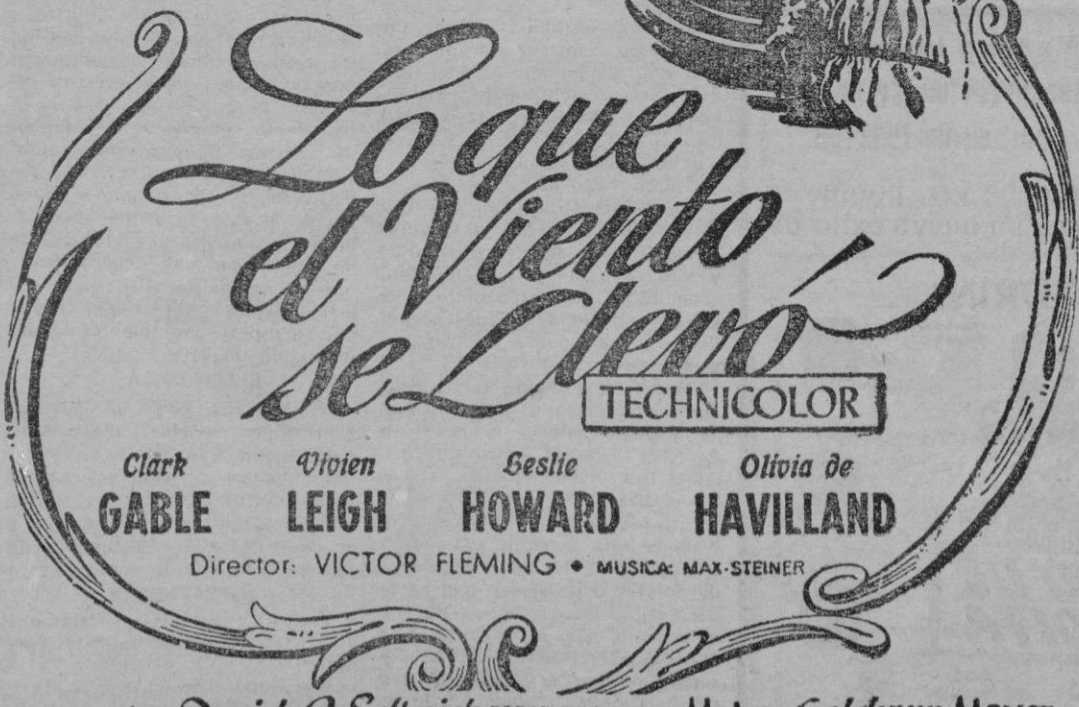 Lo que
el Viento
se Llevó
TECHNICOLOR
Clark Vivien Leslie Olivia de
GABLE LEIGH HOWARD HAVILLAND
Director: VICTOR FLEMING • MUSICA: MAX-STEINER